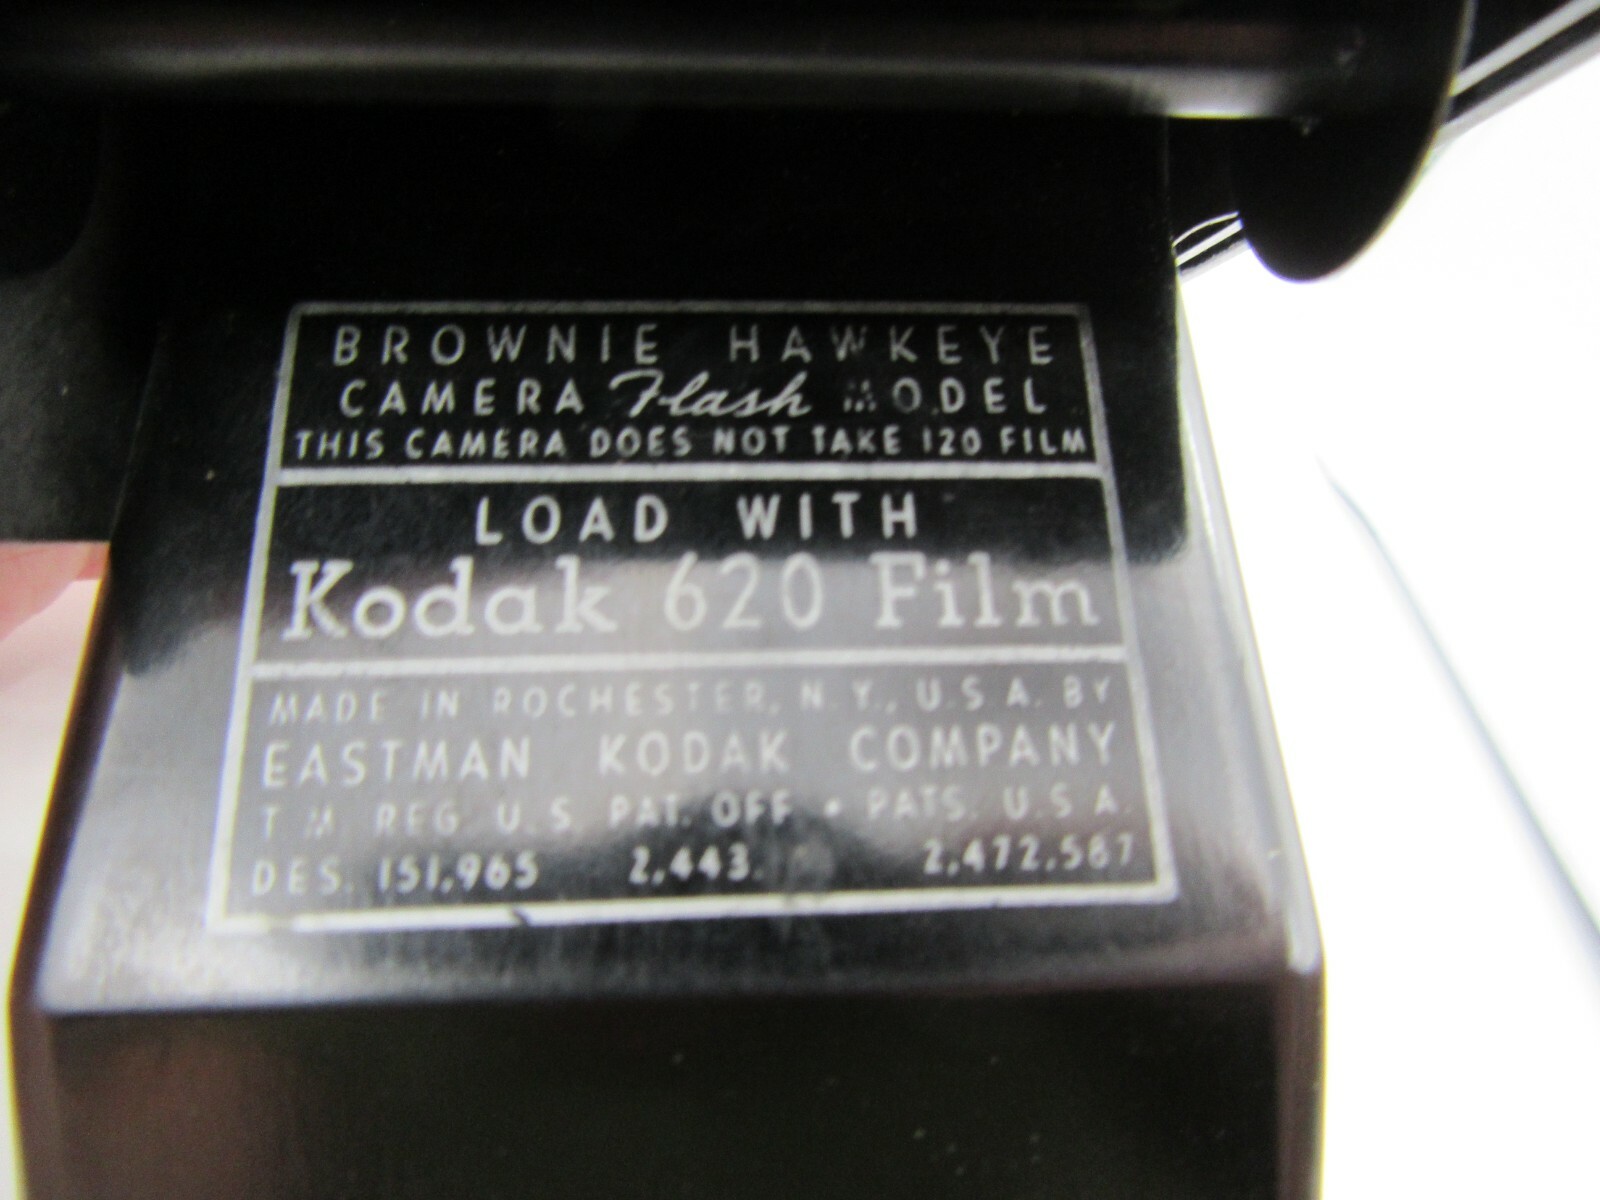 BROWNIE HAWKEYE
CAMERA Flash MODEL
THIS CAMERA DOES NOT TAKE 120 FILM
LOAD WITH
Kodak 620 Film
MADE IN ROCHESTER, N.Y., U.S.A. BY
EASTMAN KODAK COMPANY
T.M. REG. U.S. PAT. OFF. • PATS. U.S.A.
DES. 151,965 2,443, 2,472,587